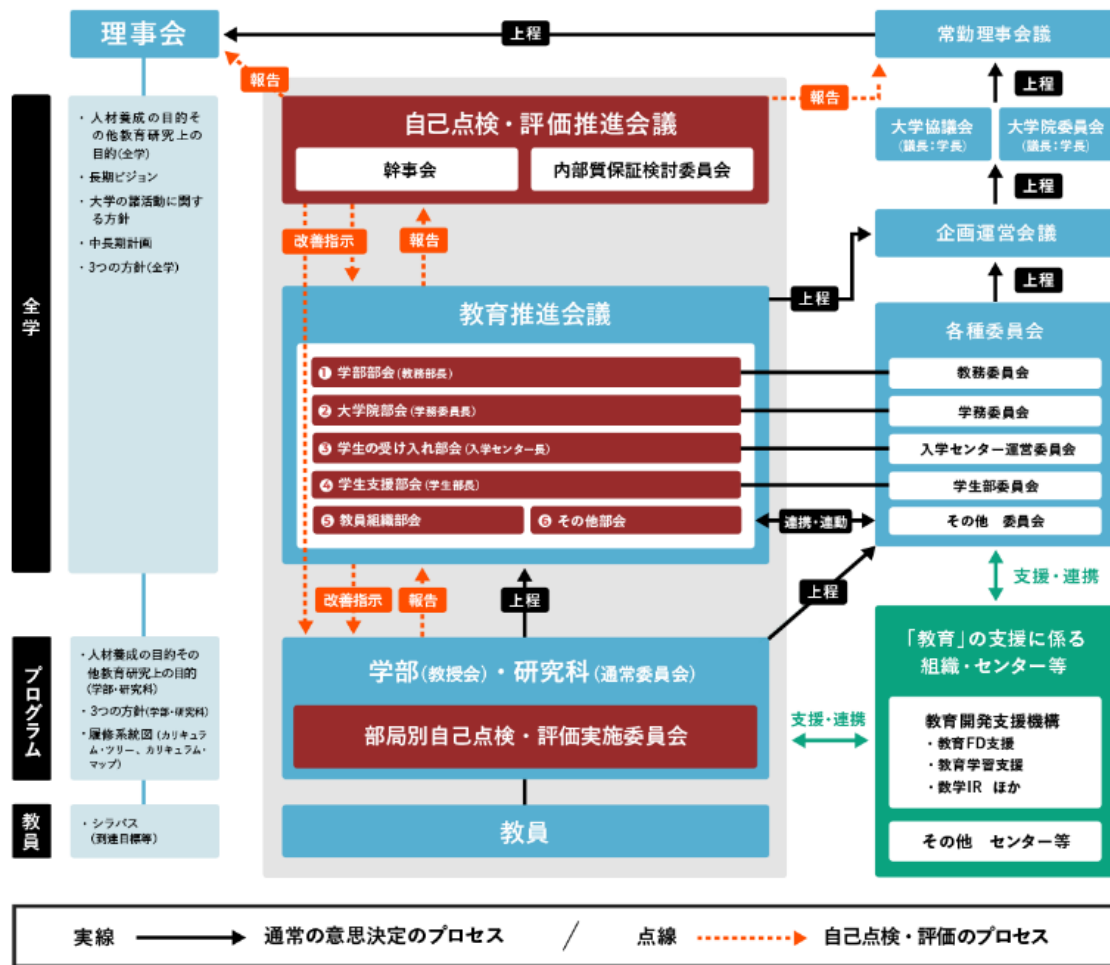 理事会
上程
常勤理事会議
報告
報告
上程
全学
・人材養成の目的その
他教育研究上の
目的(全学)
・長期ビジョン
・大学の諸活動に関す
る方針
・中長期計画
・3つの方針(全学)
自己点検・評価推進会議
幹事会
内部質保証検討委員会
大学協議会
(議長:学長)
大学院委員会
(議長:学長)
上程
改善指示
報告
企画運営会議
上程
上程
教育推進会議
❶ 学部部会(教務部長)
❷ 大学院部会(学務委員長)
❸ 学生の受け入れ部会(入学センター長)
❹ 学生支援部会(学生部長)
❺ 教員組織部会
❻ その他部会
各種委員会
教務委員会
学務委員会
入学センター運営委員会
学生部委員会
その他 委員会
連携・連動
改善指示
報告
上程
上程
支援・連携
プログラム
・人材養成の目的その
他教育研究上の目的
(学部・研究科)
・3つの方針(学部・研究科)
・履修系統図(カリキュラ
ム・ツリー、カリキュラム・
マップ)
学部(教授会)・研究科(通常委員会)
部局別自己点検・評価実施委員会
支援・連携
「教育」の支援に係る
組織・センター等
教育開発支援機構
・教育FD支援
・教育学習支援
・数学IR ほか
その他 センター等
教員
・シラバス
(到達目標等)
教員
実線
通常の意思決定のプロセス
/
点線
自己点検・評価のプロセス